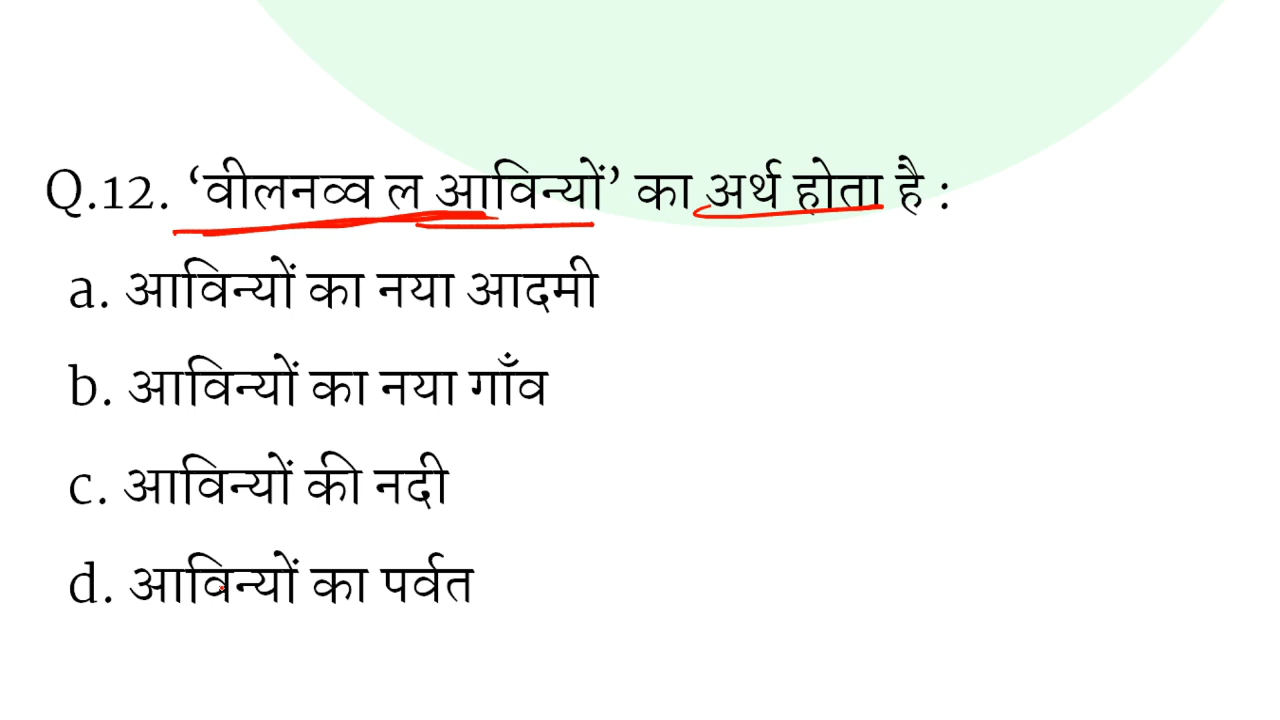 Q.12. ‘वीलनव्व ल आविन्यों’ का अर्थ होता है :
a. आविन्यों का नया आदमी
b. आविन्यों का नया गाँव
c. आविन्यों की नदी
d. आविन्यों का पर्वत